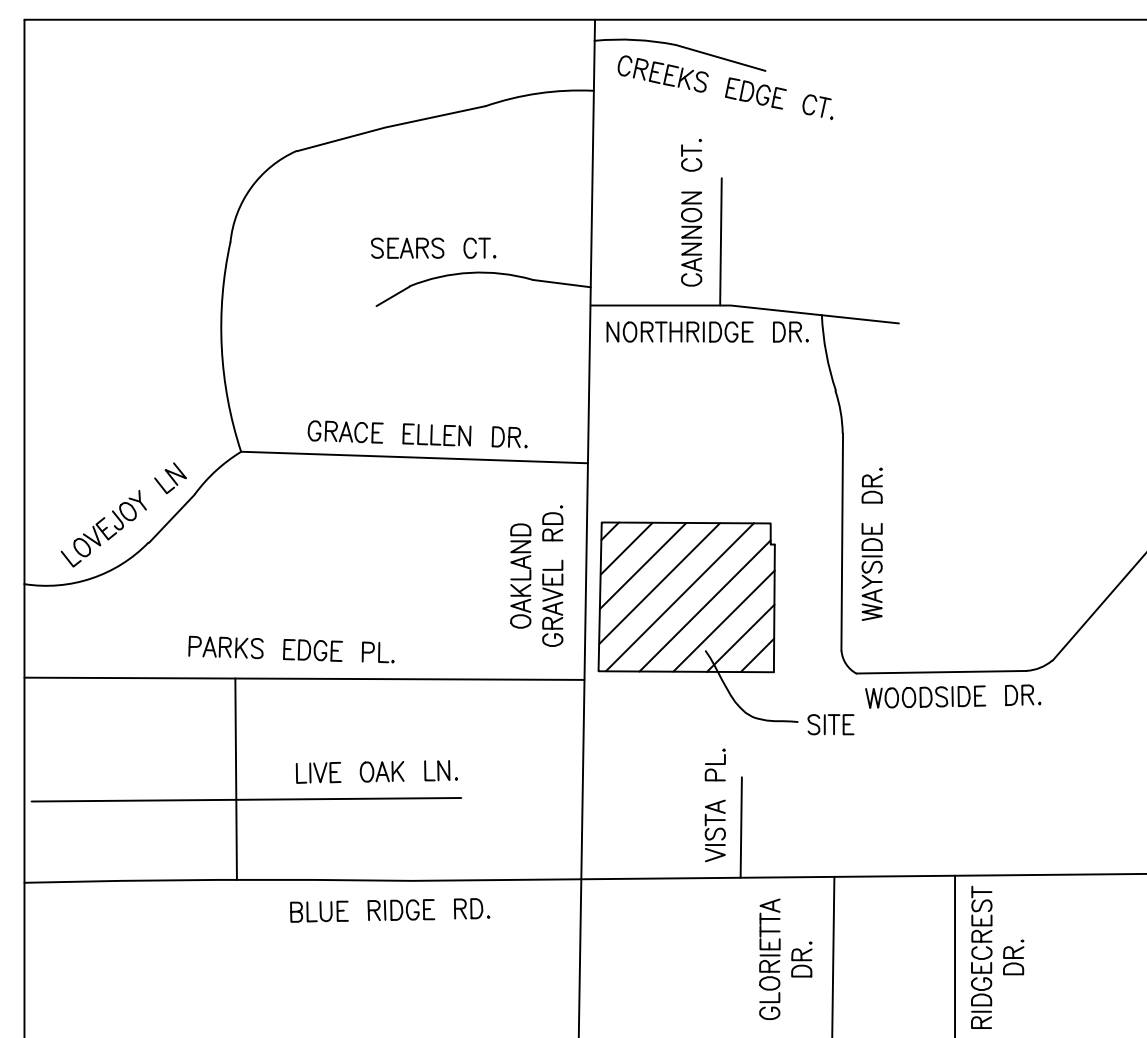 CREEKS EDGE CT.
CANNON CT.
SEARS CT.
NORTHRIDGE DR.
GRACE ELLEN DR.
LOVEJOY LN
OAKLAND
GRAVEL RD.
WAYSIDE DR.
PARKS EDGE PL.
WOODSIDE DR.
SITE
LIVE OAK LN.
VISTA PL.
BLUE RIDGE RD.
GLORIETTA
DR.
RIDGECREST
DR.